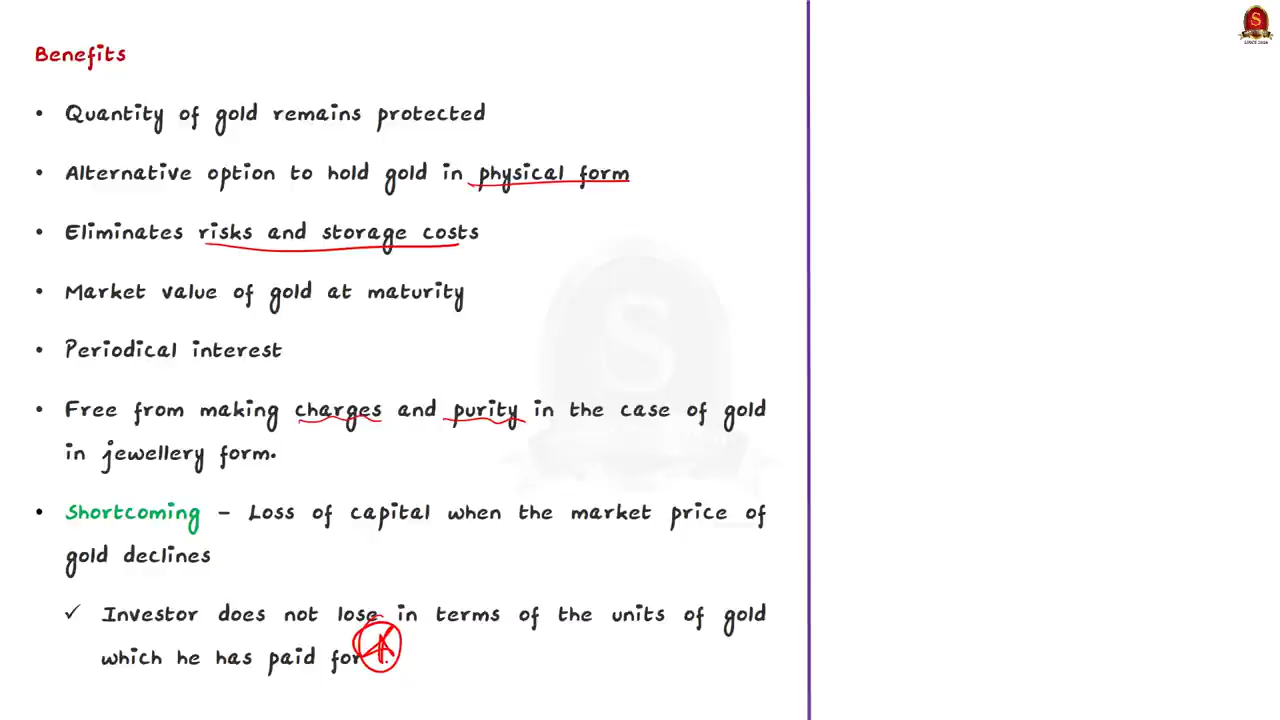 Benefits
• Quantity of gold remains protected
• Alternative option to hold gold in physical form
• Eliminates risks and storage costs
• Market value of gold at maturity
• Periodical interest
• Free from making charges and purity in the case of gold
in jewellery form.
• Shortcoming – Loss of capital when the market price of
gold declines
✓ Investor does not lose in terms of the units of gold
which he has paid for.
S
S